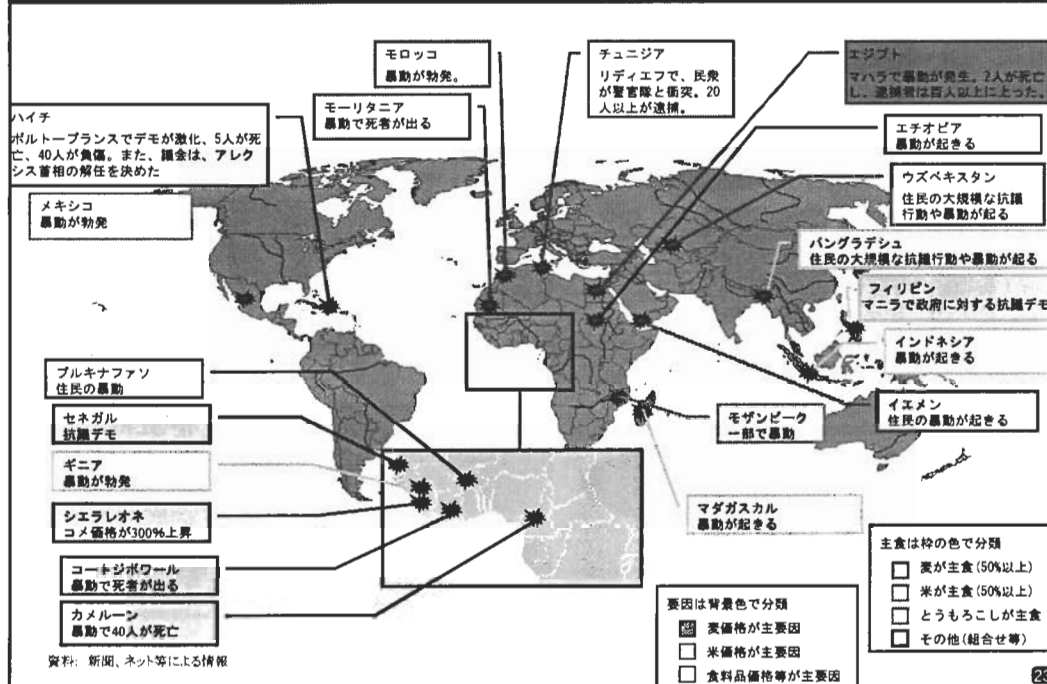 モロッコ
暴動が勃発。
チュニジア
リディエフで、民衆
が警官隊と衝突。20
人以上が逮捕。
エジプト
マハラで暴動が発生。2人が死亡
し、逮捕者は百人以上に上った。
ハイチ
ポルトープランスでデモが激化、5人が死
亡、40人が負傷。また、議会は、アレク
シス首相の解任を決めた
モーリタニア
暴動で死者が出る
エチオピア
暴動が起きる
メキシコ
暴動が勃発
ウズベキスタン
住民の大規模な抗議
行動や暴動が起る
バングラデシュ
住民の大規模な抗議行動や暴動が起る
フィリピン
マニラで政府に対する抗議デモ
インドネシア
暴動が起きる
ブルキナファソ
住民の暴動
セネガル
抗議デモ
モザンビーク
一部で暴動
イエメン
住民の暴動が起きる
ギニア
暴動が勃発
シエラレオネ
コメ価格が300%上昇
マダガスカル
暴動が起きる
コートジボワール
暴動で死者が出る
カメルーン
暴動で40人が死亡
主食は枠の色で分類
麦が主食(50%以上)
米が主食(50%以上)
とうもろこしが主食
その他(組合せ等)
要因は背景色で分類
麦価格が主要因
米価格が主要因
食料品価格等が主要因
資料: 新聞、ネット等による情報
23